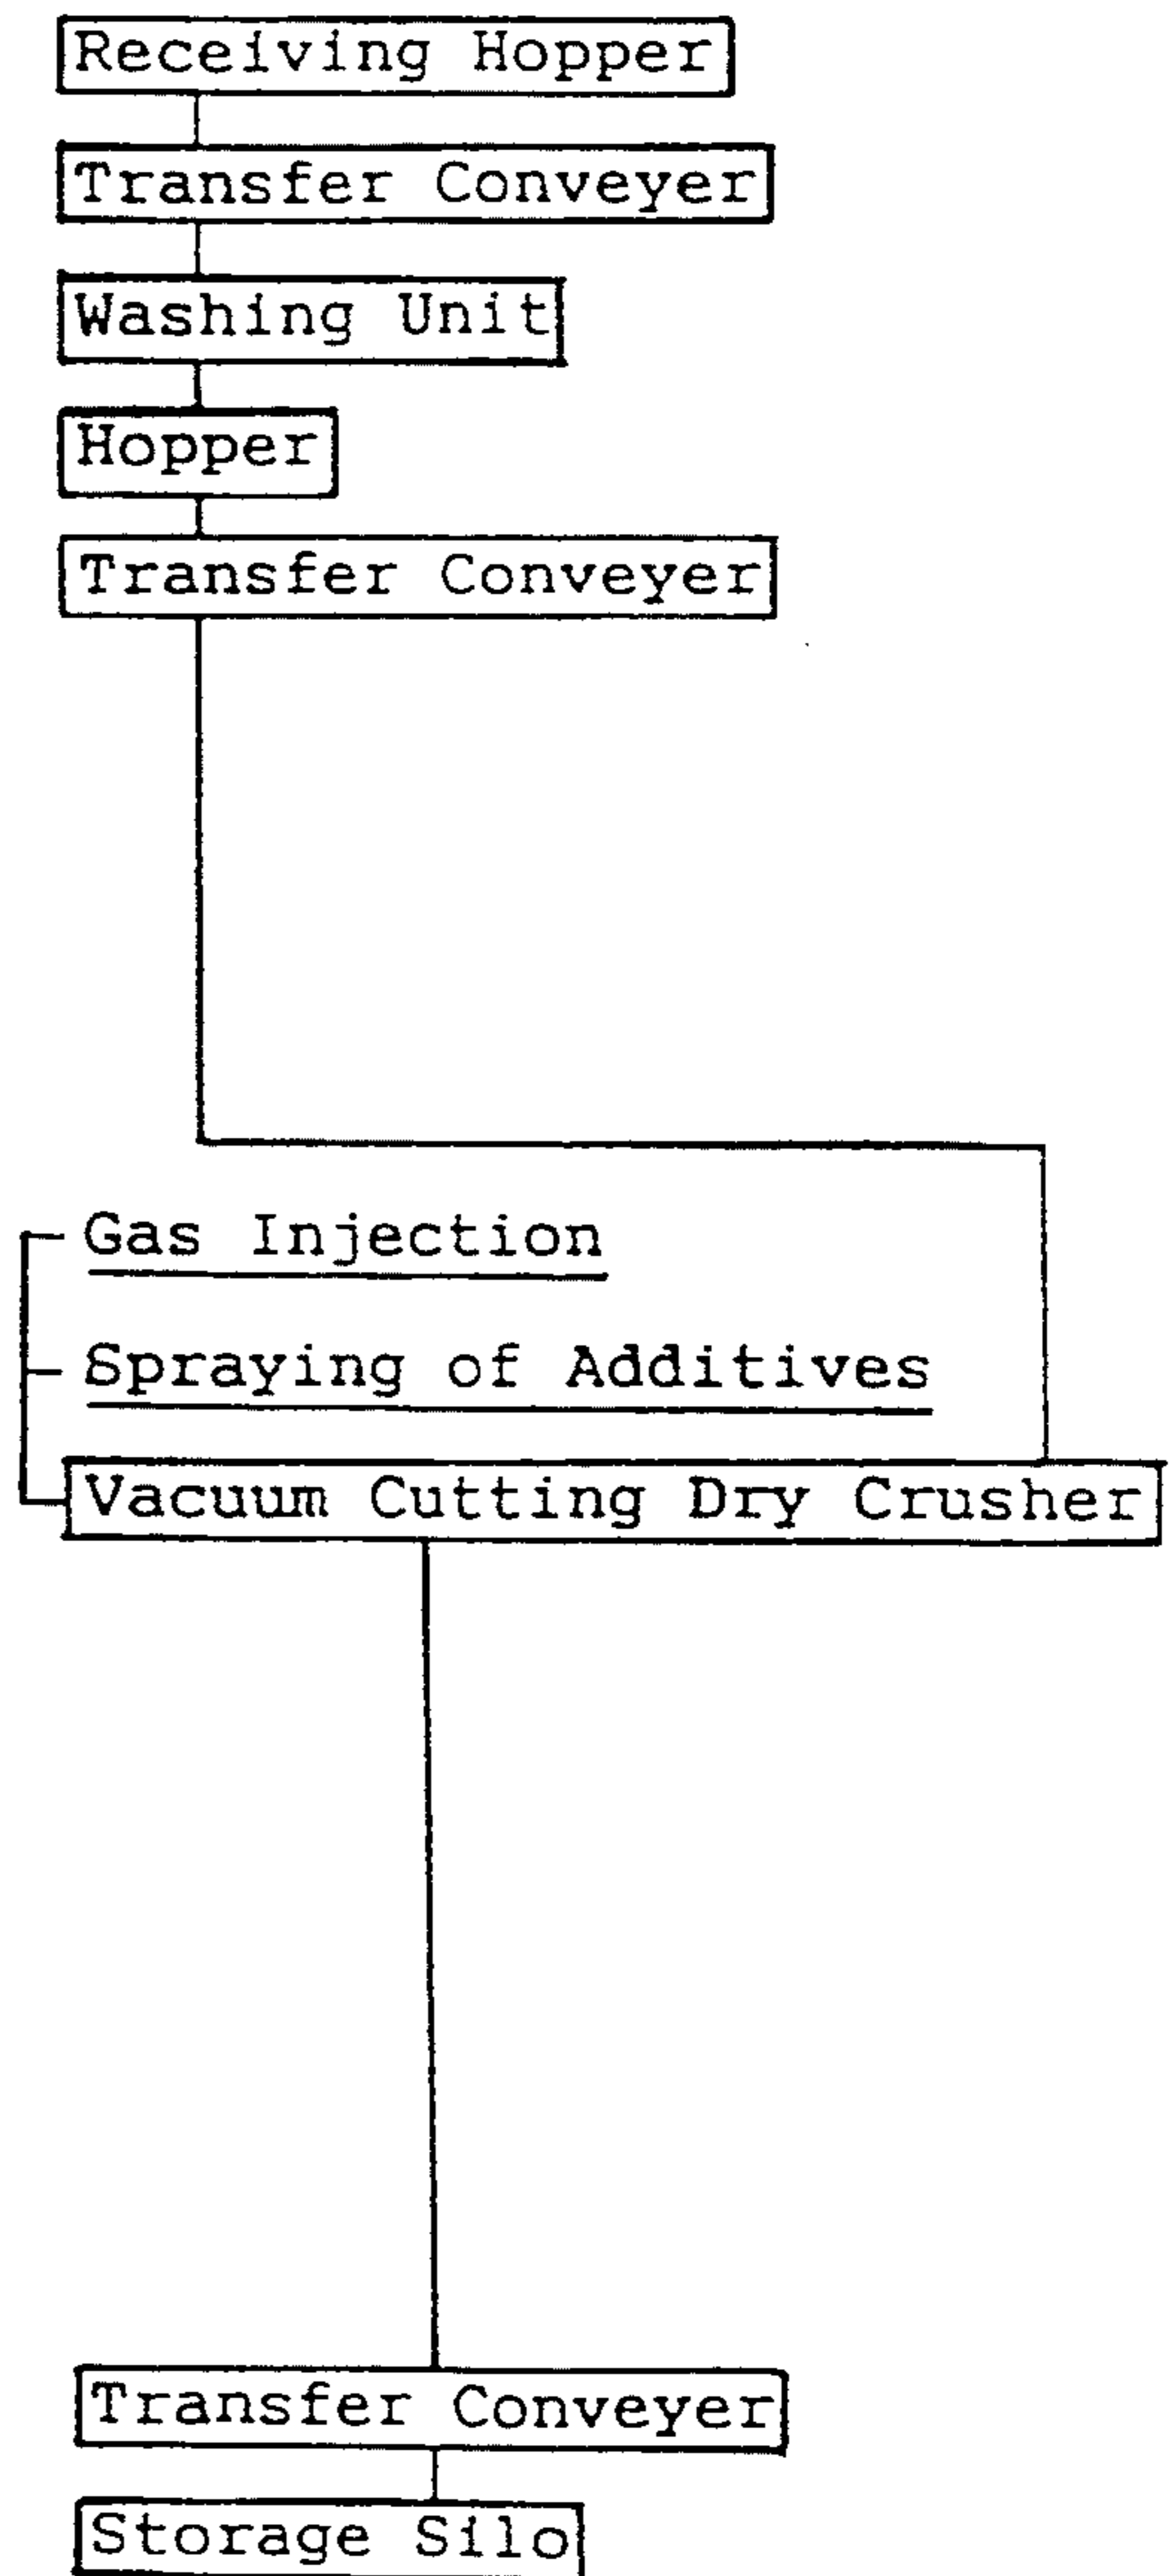 Receiving Hopper
Transfer Conveyer
Washing Unit
Hopper
Transfer Conveyer
Gas Injection
Spraying of Additives
Vacuum Cutting Dry Crusher
Transfer Conveyer
Storage Silo